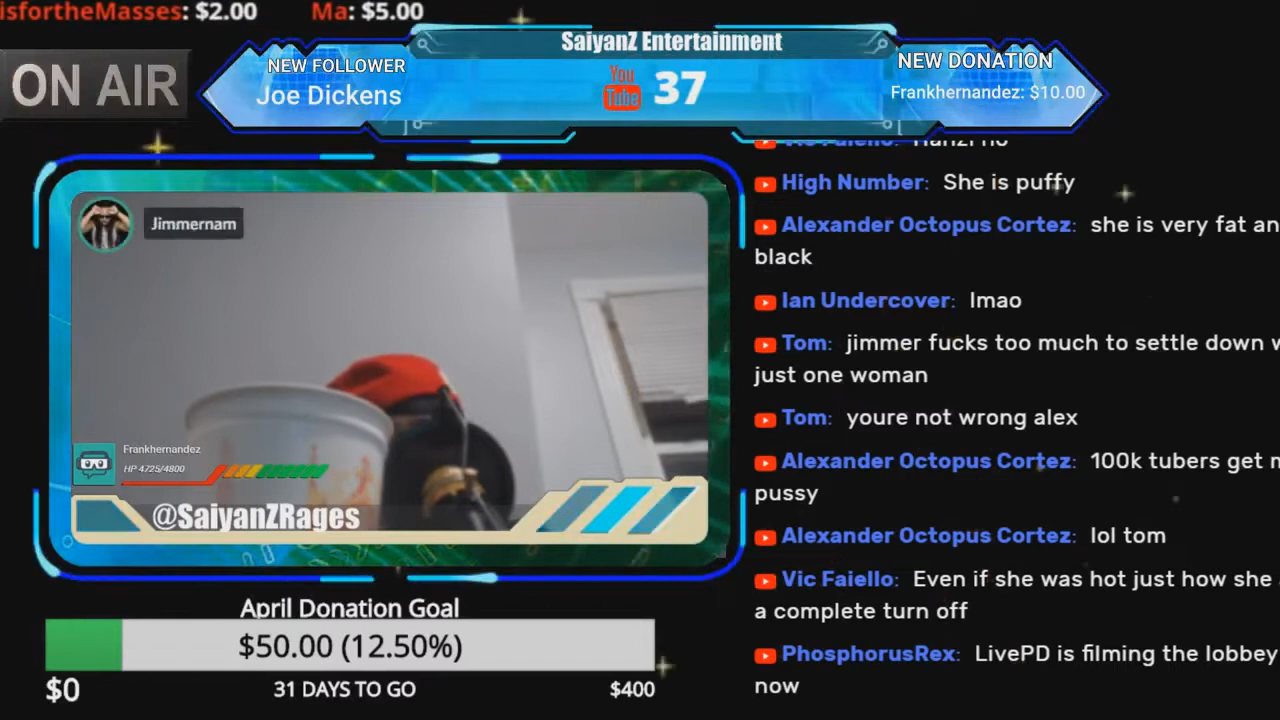 isfortheMasses: $2.00 Ma: $5.00
SaiyanZ Entertainment
ON AIR
NEW FOLLOWER
Joe Dickens
You
Tube
37
NEW DONATION
Frankhernandez: $10.00
Jimmernam
Frankhernandez
HP 4725/4800
@SaiyanZRages
April Donation Goal
$50.00 (12.50%)
$0 31 DAYS TO GO $400
High Number: She is puffy
Alexander Octopus Cortez: she is very fat an
black
Ian Undercover: lmao
Tom: jimmer fucks too much to settle down w
just one woman
Tom: youre not wrong alex
Alexander Octopus Cortez: 100k tubers get m
pussy
Alexander Octopus Cortez: lol tom
Vic Faiello: Even if she was hot just how she
a complete turn off
PhosphorusRex: LivePD is filming the lobby
now